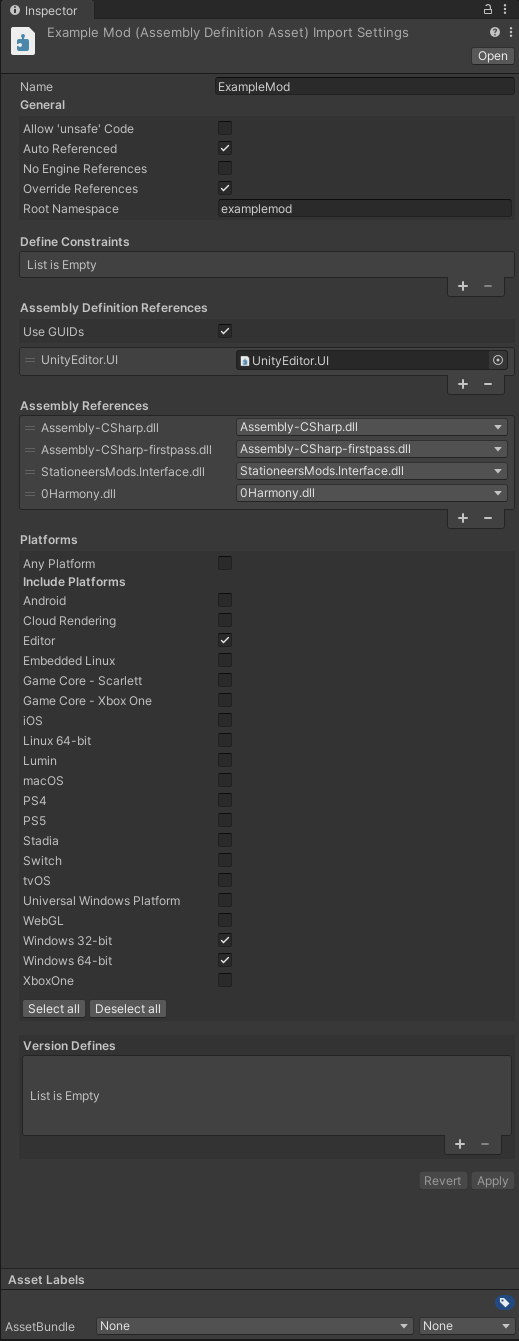 Inspector
Example Mod (Assembly Definition Asset) Import Settings
Open
Name ExampleMod
General
Allow 'unsafe' Code
Auto Referenced
No Engine References
Override References
Root Namespace examplemod
Define Constraints
List is Empty
Assembly Definition References
Use GUIDs
UnityEditor.UI UnityEditor.UI
Assembly References
Assembly-CSharp.dll Assembly-CSharp.dll
Assembly-CSharp-firstpass.dll Assembly-CSharp-firstpass.dll
StationeersMods.Interface.dll StationeersMods.Interface.dll
0Harmony.dll 0Harmony.dll
Platforms
Any Platform
Include Platforms
Android
Cloud Rendering
Editor
Embedded Linux
Game Core - Scarlett
Game Core - Xbox One
iOS
Linux 64-bit
Lumin
macOS
PS4
PS5
Stadia
Switch
tvOS
Universal Windows Platform
WebGL
Windows 32-bit
Windows 64-bit
XboxOne
Select all Deselect all
Version Defines
List is Empty
Revert Apply
Asset Labels
AssetBundle None None